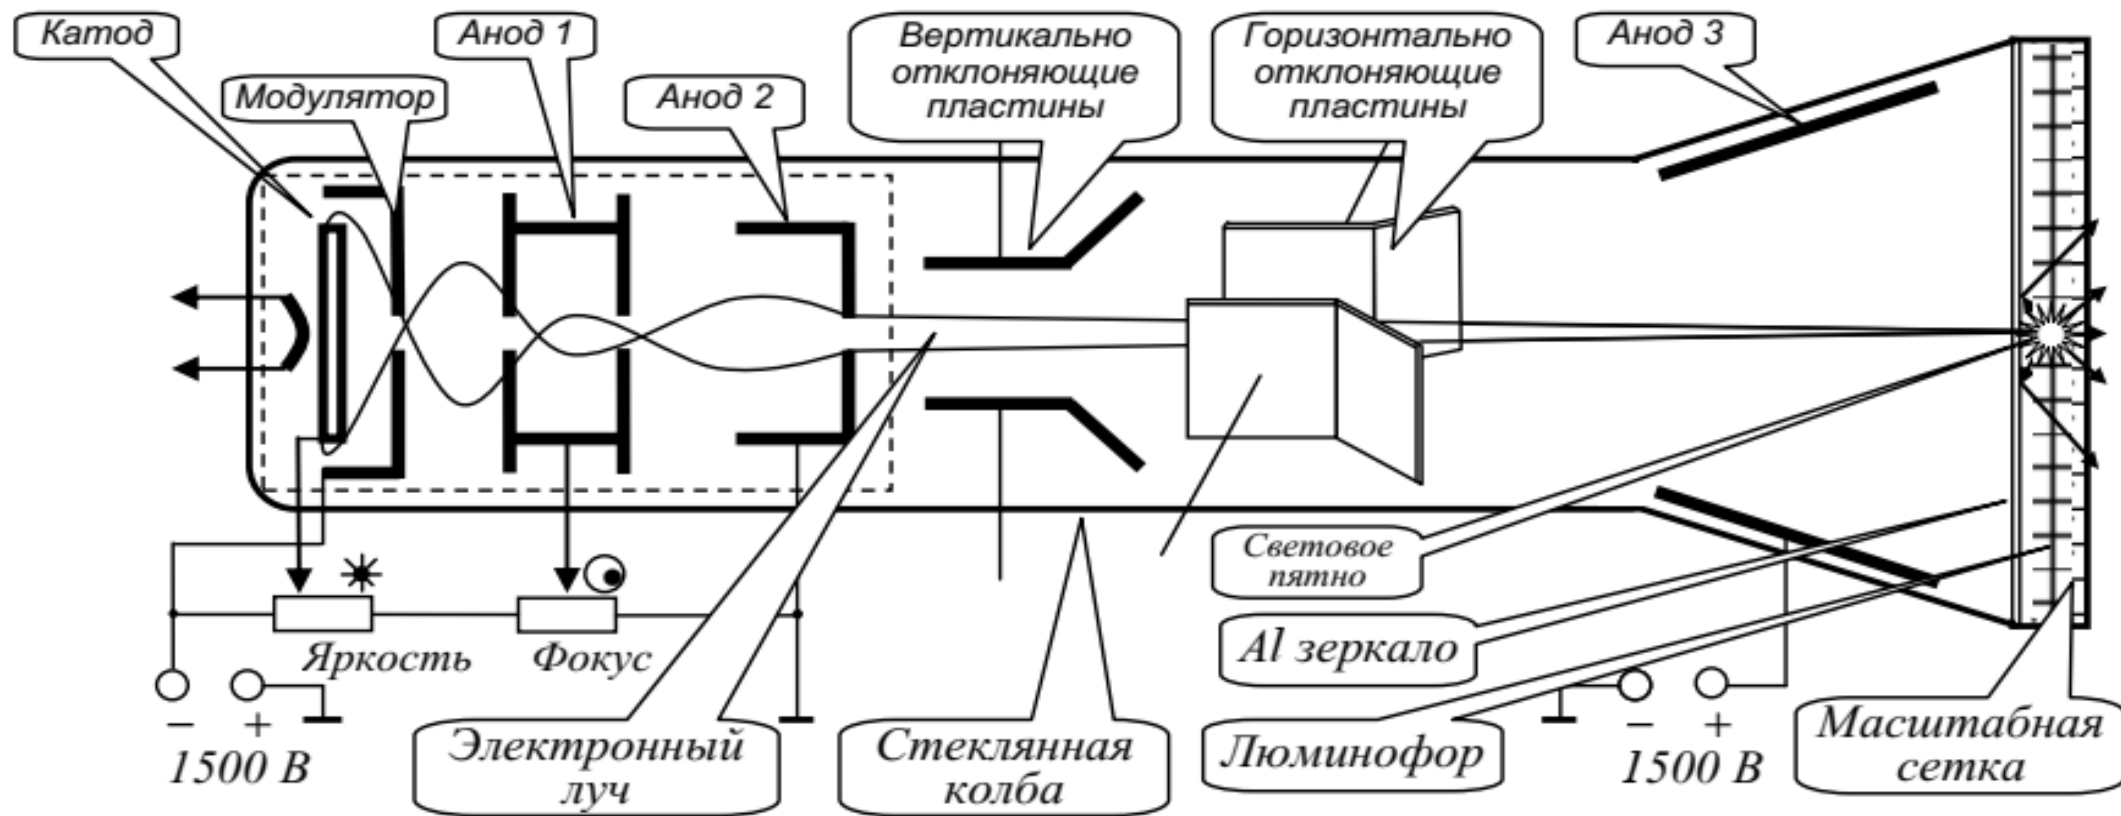 Катод
Модулятор
Анод 1
Анод 2
Вертикально
отклоняющие
пластины
Горизонтально
отклоняющие
пластины
Анод 3
Яркость
Фокус
− +
1500 В
Электронный
луч
Стеклянная
колба
Световое
пятно
Al зеркало
Люминофор
− +
1500 В
Масштабная
сетка